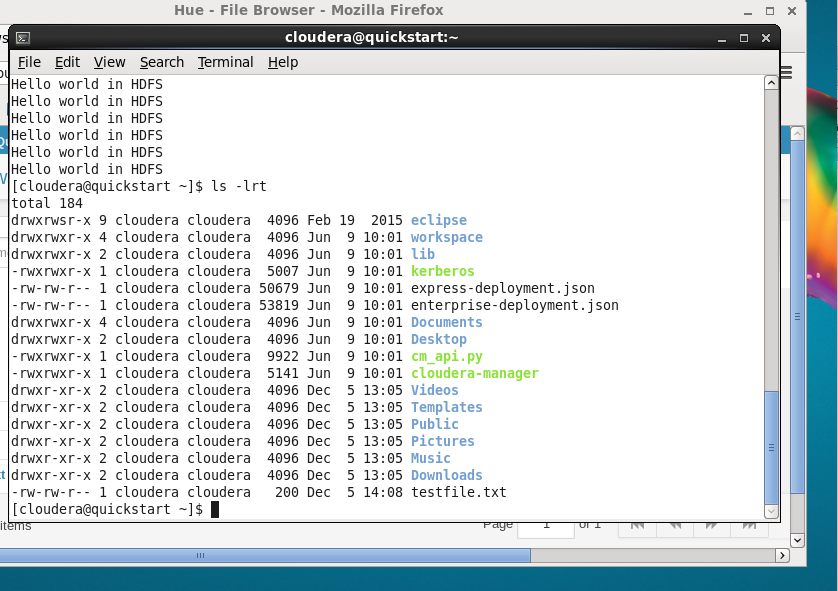 Hue - File Browser - Mozilla Firefox
cloudera@quickstart:~
File Edit View Search Terminal Help
Hello world in HDFS
Hello world in HDFS
Hello world in HDFS
Hello world in HDFS
Hello world in HDFS
Hello world in HDFS
[cloudera@quickstart ~]$ ls -lrt
total 184
drwxrwsr-x 9 cloudera cloudera  4096 Feb 19  2015 eclipse
drwxrwxr-x 4 cloudera cloudera  4096 Jun  9 10:01 workspace
drwxrwxr-x 2 cloudera cloudera  4096 Jun  9 10:01 lib
-rwxrwxr-x 1 cloudera cloudera  5007 Jun  9 10:01 kerberos
-rw-rw-r-- 1 cloudera cloudera 50679 Jun  9 10:01 express-deployment.json
-rw-rw-r-- 1 cloudera cloudera 53819 Jun  9 10:01 enterprise-deployment.json
drwxrwxr-x 4 cloudera cloudera  4096 Jun  9 10:01 Documents
drwxrwxr-x 2 cloudera cloudera  4096 Jun  9 10:01 Desktop
-rwxrwxr-x 1 cloudera cloudera  9922 Jun  9 10:01 cm_api.py
-rwxrwxr-x 1 cloudera cloudera  5141 Jun  9 10:01 cloudera-manager
drwxr-xr-x 2 cloudera cloudera  4096 Dec  5 13:05 Videos
drwxr-xr-x 2 cloudera cloudera  4096 Dec  5 13:05 Templates
drwxr-xr-x 2 cloudera cloudera  4096 Dec  5 13:05 Public
drwxr-xr-x 2 cloudera cloudera  4096 Dec  5 13:05 Pictures
drwxr-xr-x 2 cloudera cloudera  4096 Dec  5 13:05 Music
drwxr-xr-x 2 cloudera cloudera  4096 Dec  5 13:05 Downloads
-rw-rw-r-- 1 cloudera cloudera   200 Dec  5 14:08 testfile.txt
[cloudera@quickstart ~]$
items Page 1 of 1